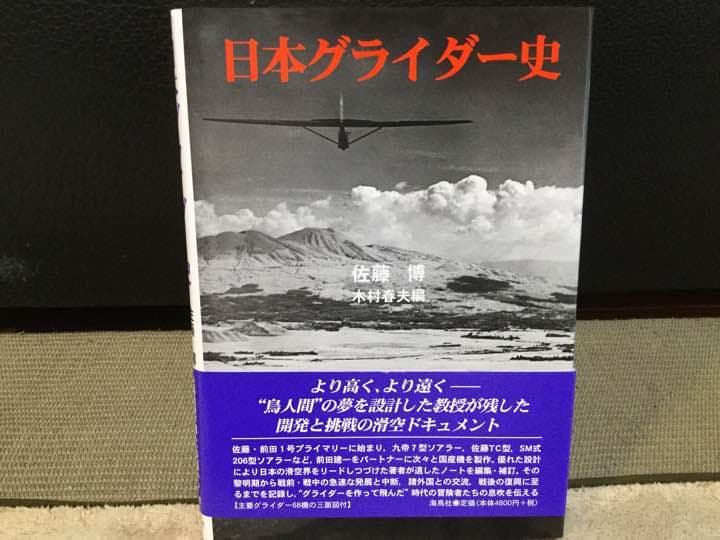 日本グライダー史
佐藤 博
木村春夫編
より高く、より遠く──
“鳥人間”の夢を設計した教授が残した
開発と挑戦の滑空ドキュメント
佐藤・前田1号プライマリーに始まり，九帝7型ソアラー，佐藤TC型，SM式
206型ソアラーなど，前田建一をパートナーに次々と国産機を製作。優れた設計
により日本の滑空界をリードしつづけた著者が遺したノートを編集・補訂。その
黎明期から戦前・戦中の急速な発展と中断，諸外国との交流，戦後の復興に至
るまでを記録し，“グライダーを作って飛んだ”時代の冒険者たちの息吹を伝える
【主要グライダー68機の三面図付】
海鳥社●定価（本体4800円＋税）